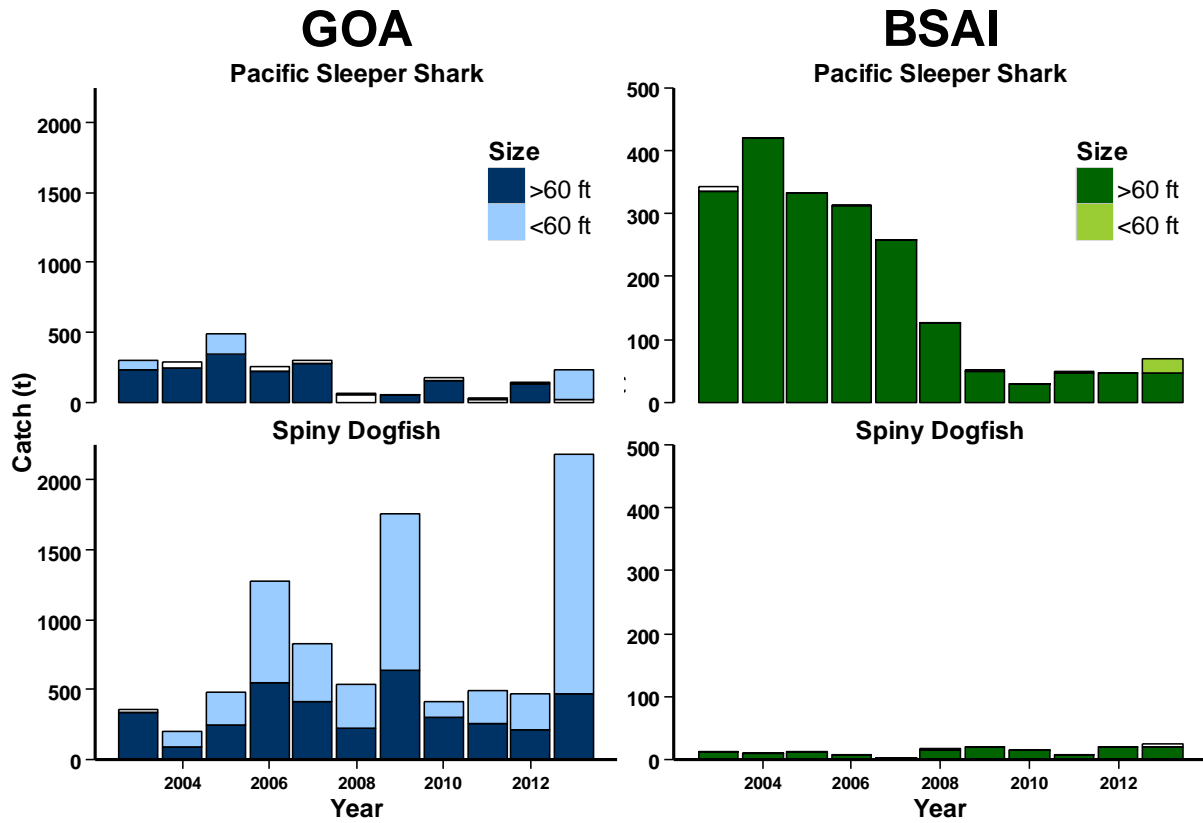 GOA
BSAI
Pacific Sleeper Shark
Pacific Sleeper Shark
2000
1500
1000
500
0
Size
>60 ft
<60 ft
500
400
300
200
100
0
Size
>60 ft
<60 ft
Catch (t)
Spiny Dogfish
Spiny Dogfish
2000
1500
1000
500
0
500
400
300
200
100
0
2004 2006 2008 2010 2012
2004 2006 2008 2010 2012
Year
Year